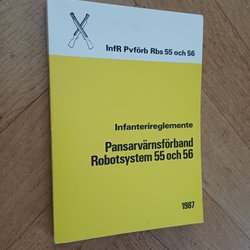 InfR Pvförb Rbs 55 och 56
Infanterireglemente
Pansarvärnsförband
Robotsystem 55 och 56
1987